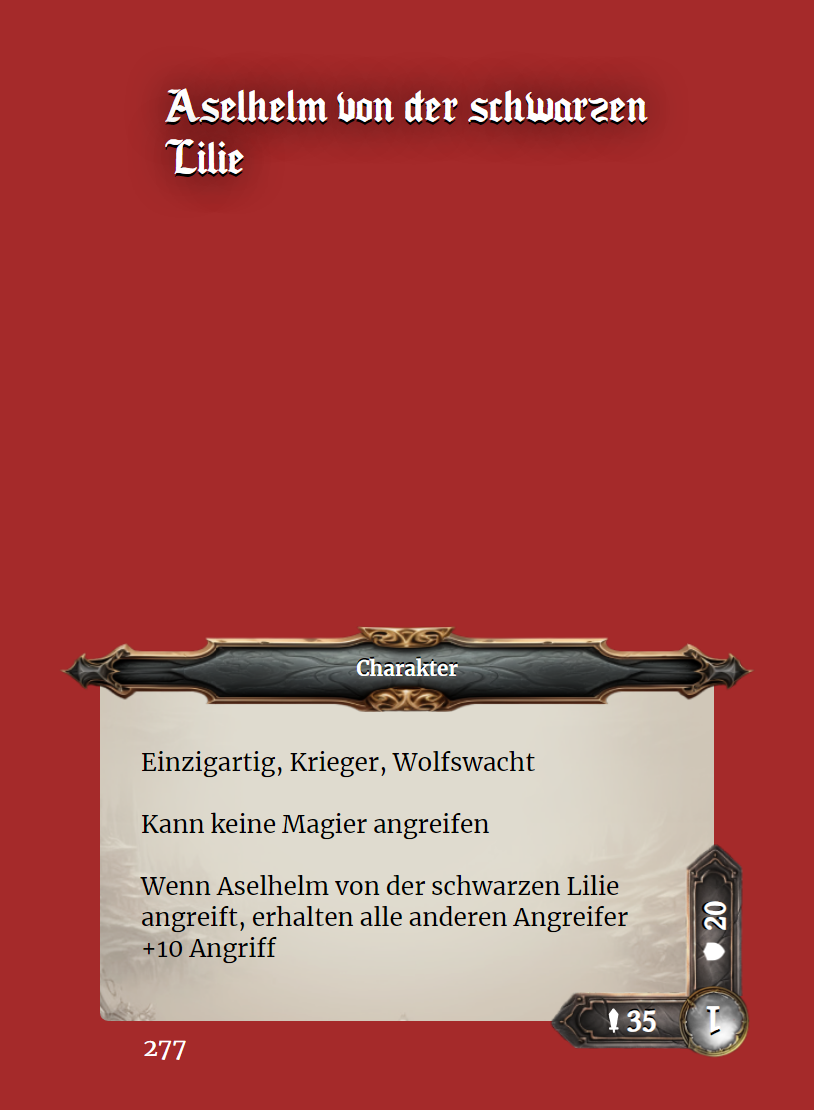 Aselhelm von der schwarzen
Lilie
Charakter
Einzigartig, Krieger, Wolfswacht
Kann keine Magier angreifen
Wenn Aselhelm von der schwarzen Lilie
angreift, erhalten alle anderen Angreifer
+10 Angriff
20
35
1
277